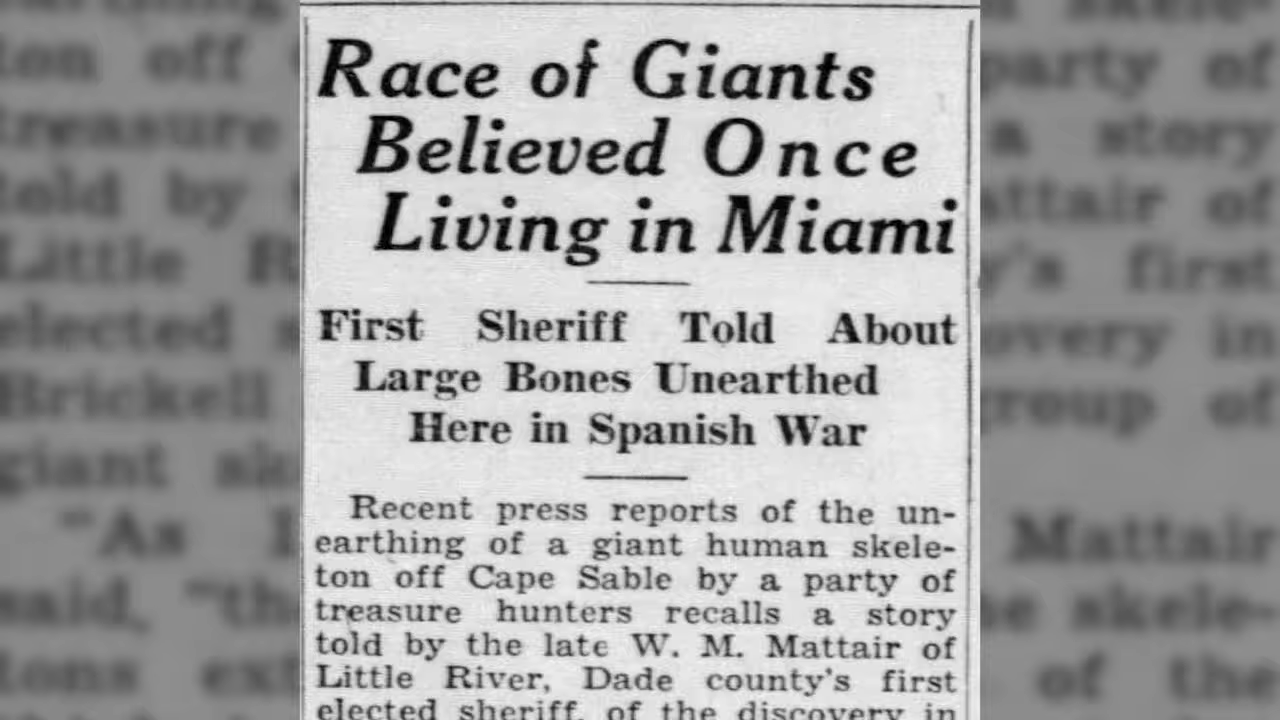 Race of Giants
Believed Once
Living in Miami
First Sheriff Told About
Large Bones Unearthed
Here in Spanish War
Recent press reports of the un-
earthing of a giant human skele-
ton off Cape Sable by a party of
treasure hunters recalls a story
told by the late W. M. Mattair of
Little River, Dade county's first
elected sheriff, of the discovery in